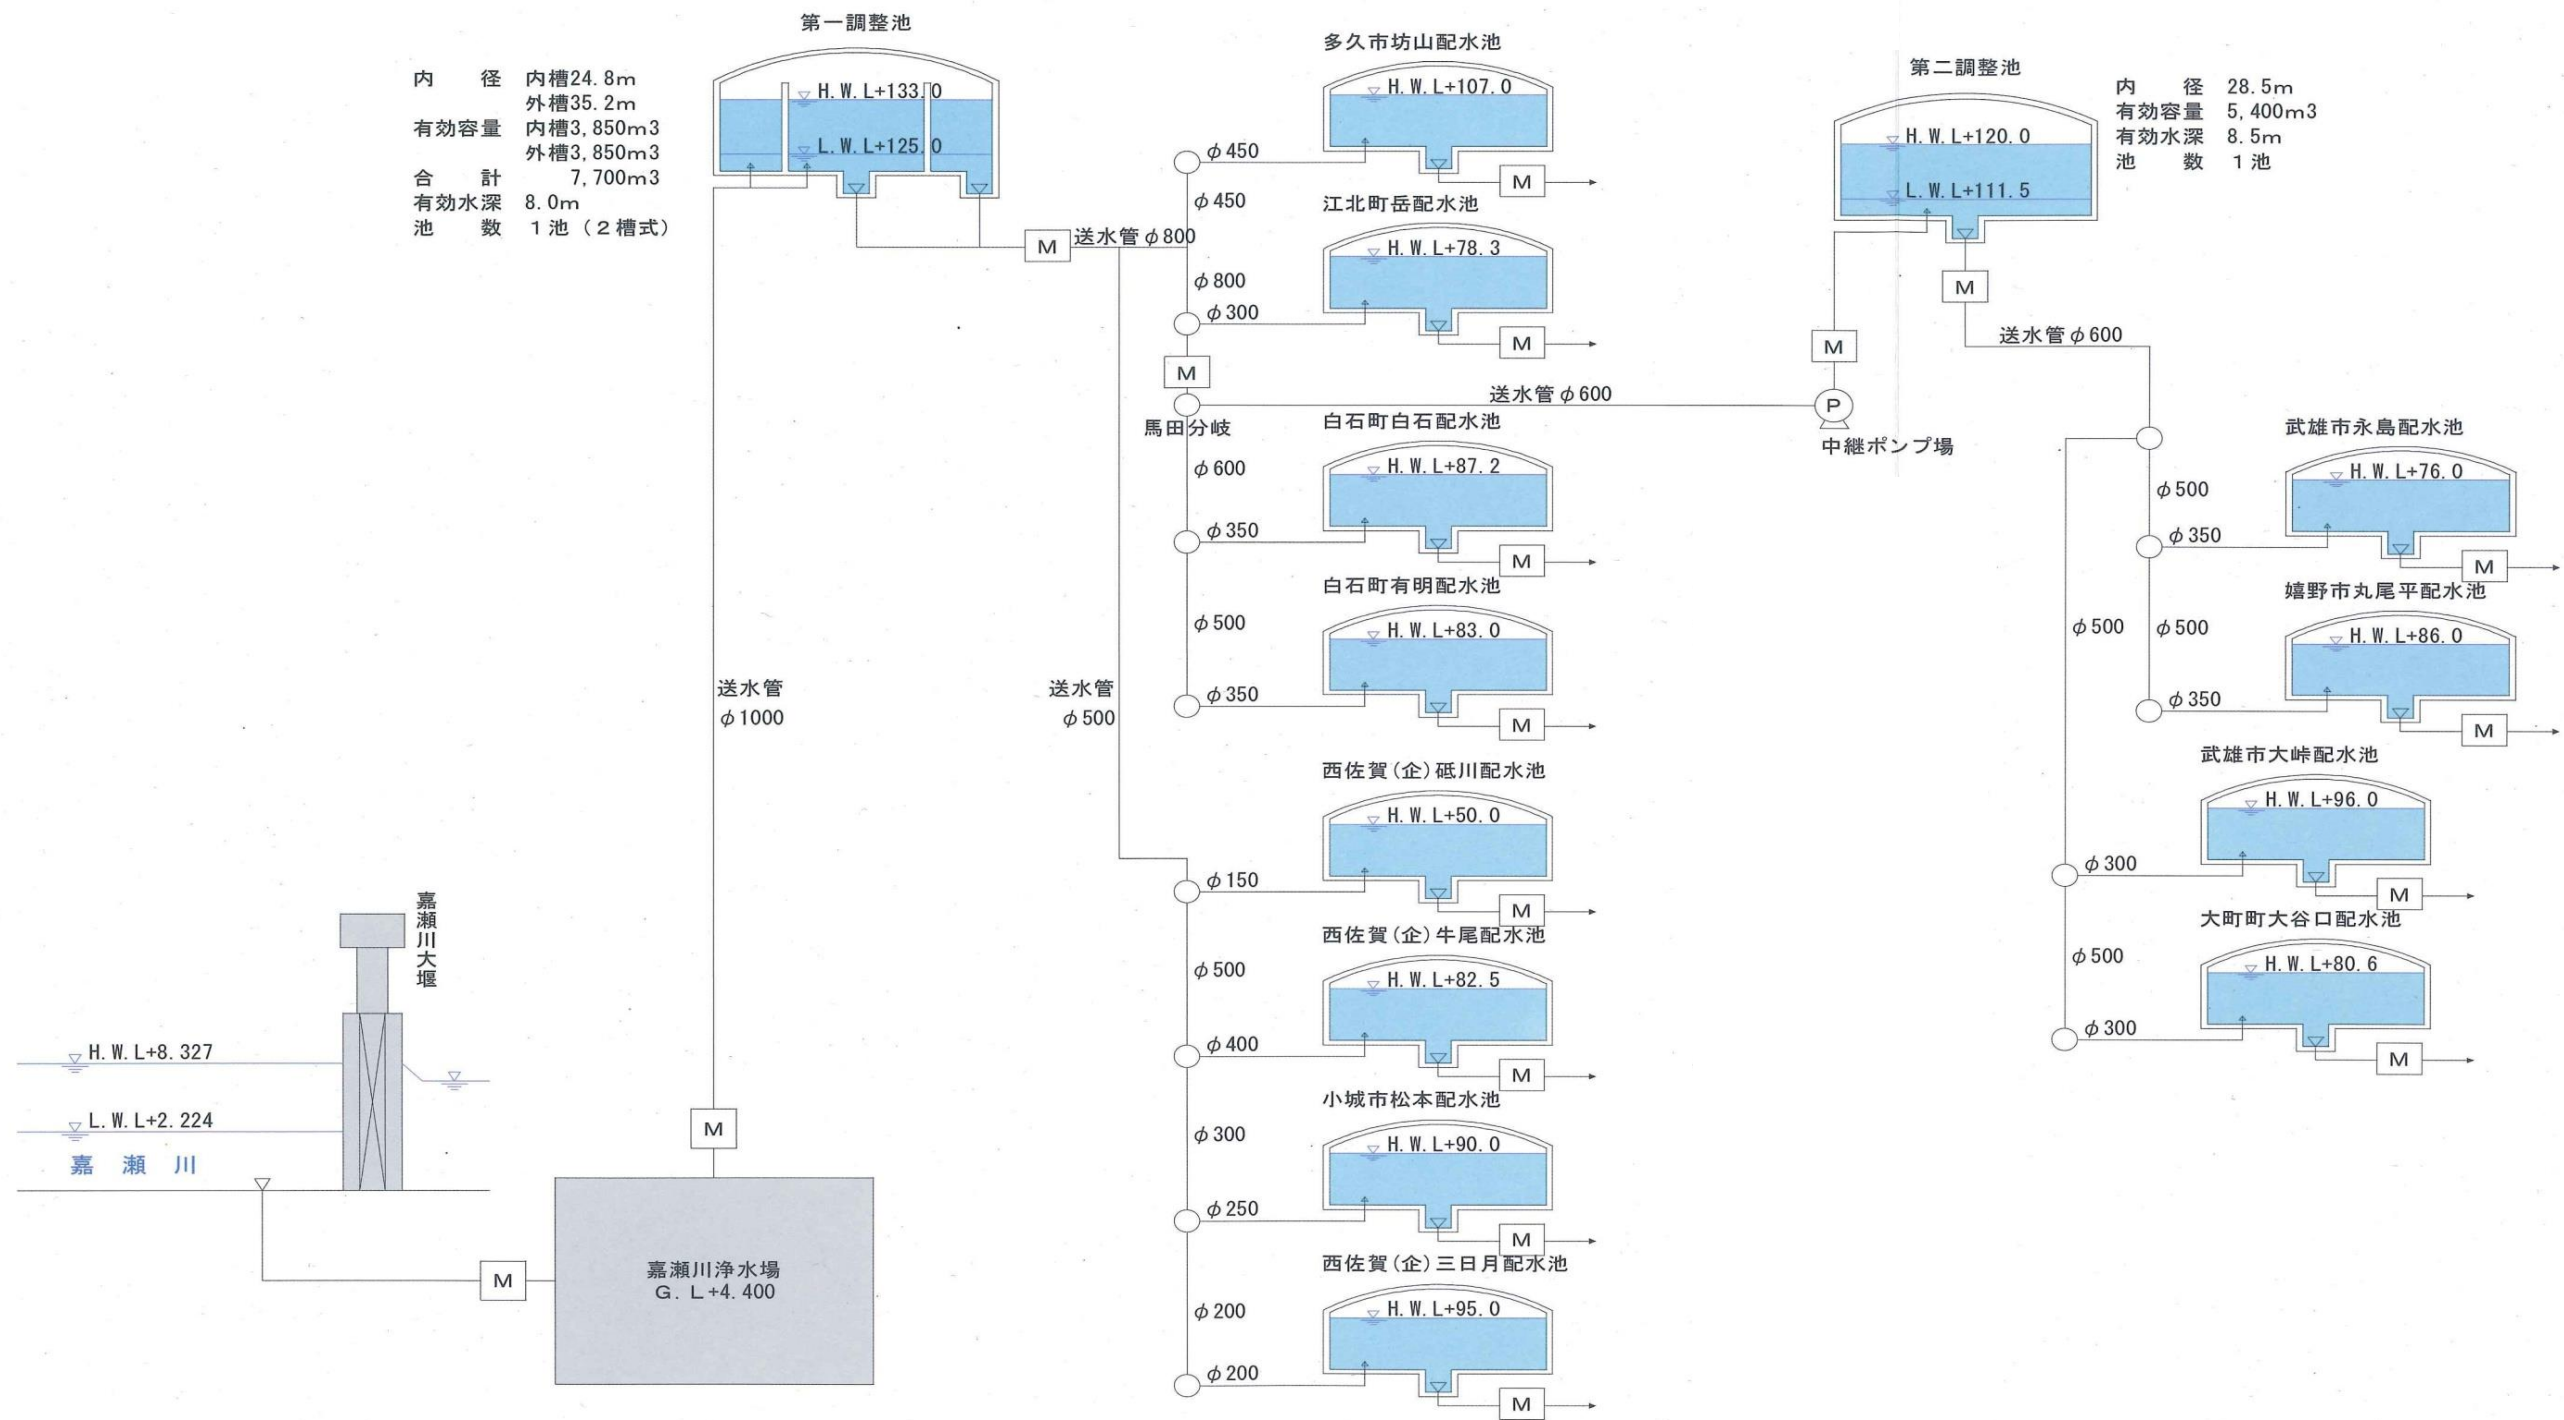 第一調整池
内　　径　内槽24.8m
外槽35.2m
有効容量　内槽3,850m3
外槽3,850m3
合　　計　　7,700m3
有効水深　8.0m
池　　数　1池（2槽式）
H.W.L+133.0
L.W.L+125.0
M
送水管φ800
送水管
φ1000
送水管
φ500
φ450
φ450
φ800
φ300
M
馬田分岐
φ600
φ350
φ500
φ350
φ150
φ500
φ400
φ300
φ250
φ200
φ200
多久市坊山配水池
H.W.L+107.0
M
江北町岳配水池
H.W.L+78.3
M
送水管φ600
白石町白石配水池
H.W.L+87.2
M
白石町有明配水池
H.W.L+83.0
M
西佐賀(企)砥川配水池
H.W.L+50.0
M
西佐賀(企)牛尾配水池
H.W.L+82.5
M
小城市松本配水池
H.W.L+90.0
M
西佐賀(企)三日月配水池
H.W.L+95.0
M
第二調整池
内　　径　28.5m
有効容量　5,400m3
有効水深　8.5m
池　　数　1池
H.W.L+120.0
L.W.L+111.5
M
M
P
中継ポンプ場
送水管φ600
φ500
φ350
φ500
φ500
φ350
φ300
φ500
φ300
武雄市永島配水池
H.W.L+76.0
M
嬉野市丸尾平配水池
H.W.L+86.0
M
武雄市大峠配水池
H.W.L+96.0
M
大町町大谷口配水池
H.W.L+80.6
M
嘉瀬川大堰
H.W.L+8.327
L.W.L+2.224
嘉瀬川
M
M
嘉瀬川浄水場
G.L+4.400